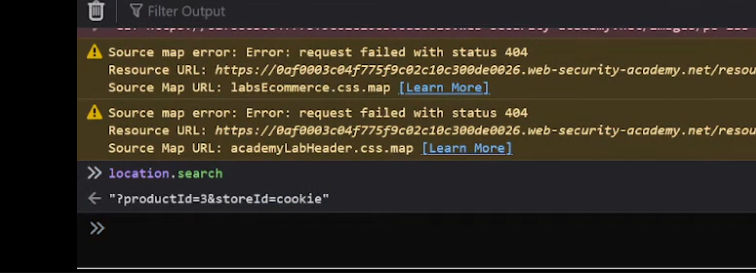 Filter Output
Source map error: Error: request failed with status 404
Resource URL: https://0af0003c04f775f9c02c10c300de0026.web-security-academy.net/resou
Source Map URL: labsEcommerce.css.map [Learn More]
Source map error: Error: request failed with status 404
Resource URL: https://0af0003c04f775f9c02c10c300de0026.web-security-academy.net/resou
Source Map URL: academyLabHeader.css.map [Learn More]
location.search
"?productId=3&storeId=cookie"